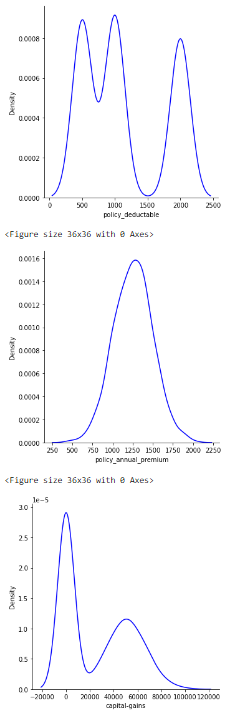 0.0008
0.0006
0.0004
0.0002
0.0000
Density
0 500 1000 1500 2000 2500
policy_deductable
<Figure size 36x36 with 0 Axes>
0.0016
0.0014
0.0012
0.0010
0.0008
0.0006
0.0004
0.0002
0.0000
Density
250 500 750 1000 1250 1500 1750 2000 2250
policy_annual_premium
<Figure size 36x36 with 0 Axes>
1e-5
3.0
2.5
2.0
1.5
1.0
0.5
0.0
Density
−20000 0 20000 40000 60000 80000 100000 120000
capital-gains